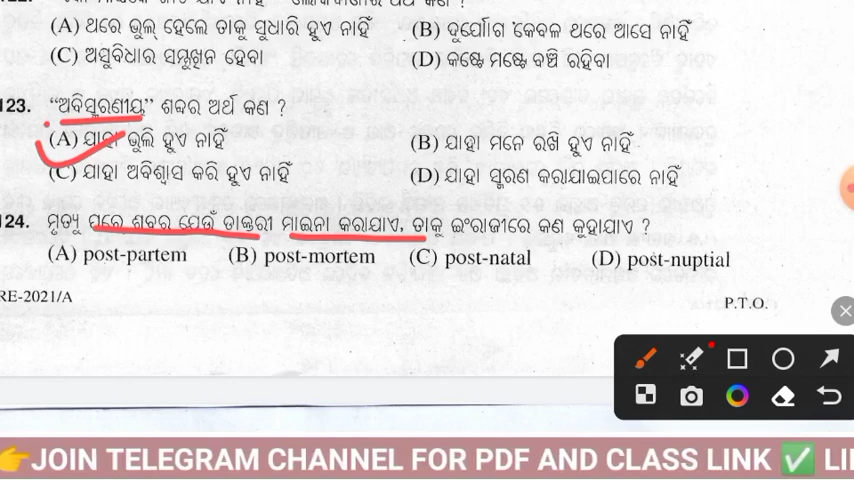 (A) ଥରେ ଭୁଲ୍ ହେଲେ ତାକୁ ସୁଧାରି ହୁଏ ନାହିଁ (B) ଦୁର୍ଯୋଗ କେବଳ ଥରେ ଆସେ ନାହିଁ
(C) ଅସୁବିଧାର ସମ୍ମୁଖିନ ହେବା (D) କଷ୍ଟେ ମଷ୍ଟେ ବଞ୍ଚି ରହିବା
123. “ଅବିସ୍ମରଣୀୟ” ଶବ୍ଦର ଅର୍ଥ କଣ ?
(A) ଯାହା ଭୁଲି ହୁଏ ନାହିଁ (B) ଯାହା ମନେ ରଖି ହୁଏ ନାହିଁ
(C) ଯାହା ଅବିଶ୍ୱାସ କରି ହୁଏ ନାହିଁ (D) ଯାହା ସ୍ମରଣ କରାଯାଇପାରେ ନାହିଁ
124. ମୃତ୍ୟୁ ପରେ ଶବର ଯେଉଁ ଡାକ୍ତରୀ ମାଇନା କରାଯାଏ, ତାକୁ ଇଂରାଜୀରେ କଣ କୁହାଯାଏ ?
(A) post-partem (B) post-mortem (C) post-natal (D) post-nuptial
RE-2021/A P.T.O.
👉JOIN TELEGRAM CHANNEL FOR PDF AND CLASS LINK ✅ LI